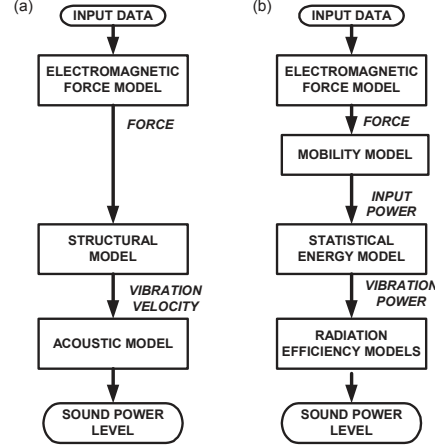 (a)
INPUT DATA
ELECTROMAGNETIC
FORCE MODEL
FORCE
STRUCTURAL
MODEL
VIBRATION
VELOCITY
ACOUSTIC MODEL
SOUND POWER
LEVEL
(b)
INPUT DATA
ELECTROMAGNETIC
FORCE MODEL
FORCE
MOBILITY MODEL
INPUT
POWER
STATISTICAL
ENERGY MODEL
VIBRATION
POWER
RADIATION
EFFICIENCY MODELS
SOUND POWER
LEVEL